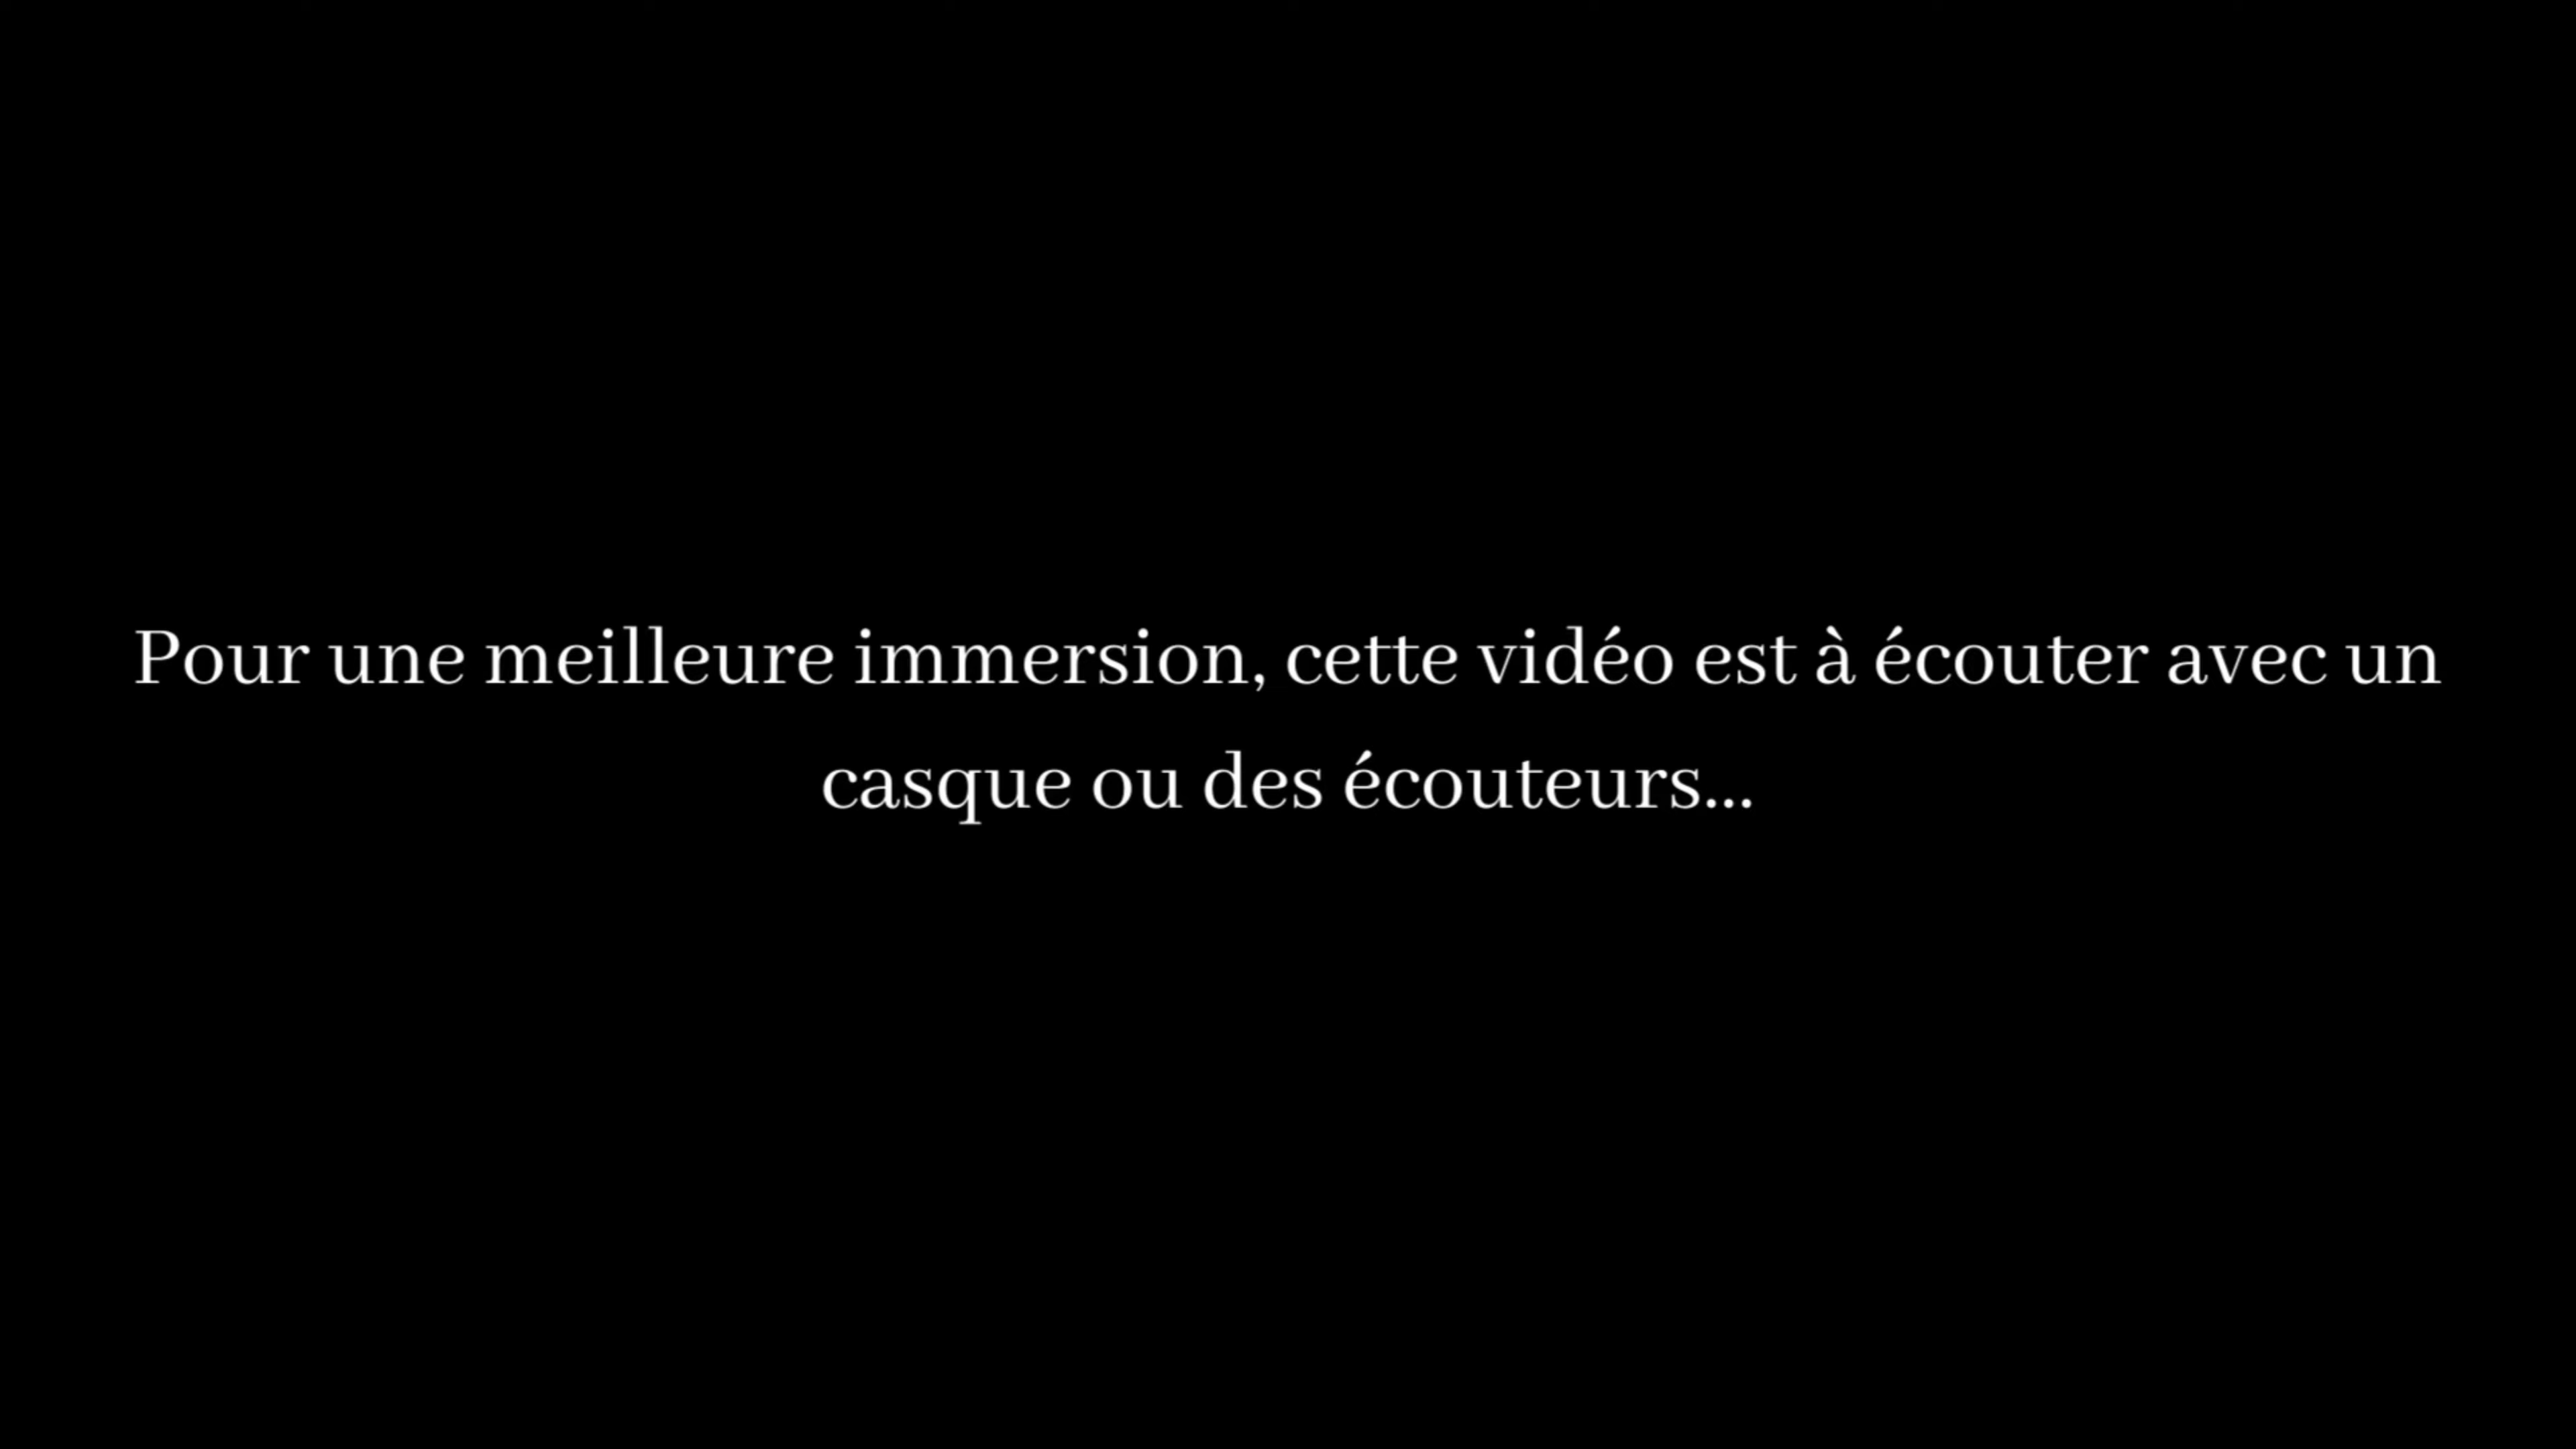 Pour une meilleure immersion, cette vidéo est à écouter avec un
casque ou des écouteurs...